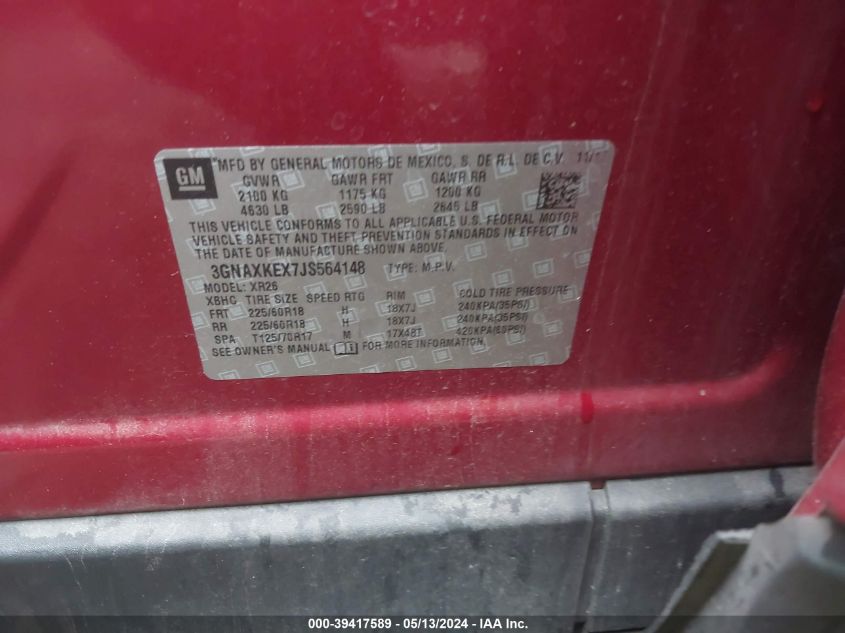 GM
*MFD BY GENERAL MOTORS DE MEXICO, S. DE R.L. DE C.V. 11/
GVWR GAWR FRT GAWR RR
2100 KG 1175 KG 1200 KG
4630 LB 2590 LB 2645 LB
THIS VEHICLE CONFORMS TO ALL APPLICABLE U.S. FEDERAL MOTOR
VEHICLE SAFETY AND THEFT PREVENTION STANDARDS IN EFFECT ON
THE DATE OF MANUFACTURE SHOWN ABOVE.
3GNAXKEX7JS564148 TYPE: M.P.V.
MODEL: XR26
XBHG TIRE SIZE SPEED RTG RIM COLD TIRE PRESSURE
FRT 225/60R18 H 18X7J 240KPA(35PSI)
RR 225/60R18 H 18X7J 240KPA(35PSI)
SPA T125/70R17 M 17X4BT 420KPA(60PSI)
SEE OWNER'S MANUAL FOR MORE INFORMATION.
000-39417589 - 05/13/2024 - IAA Inc.